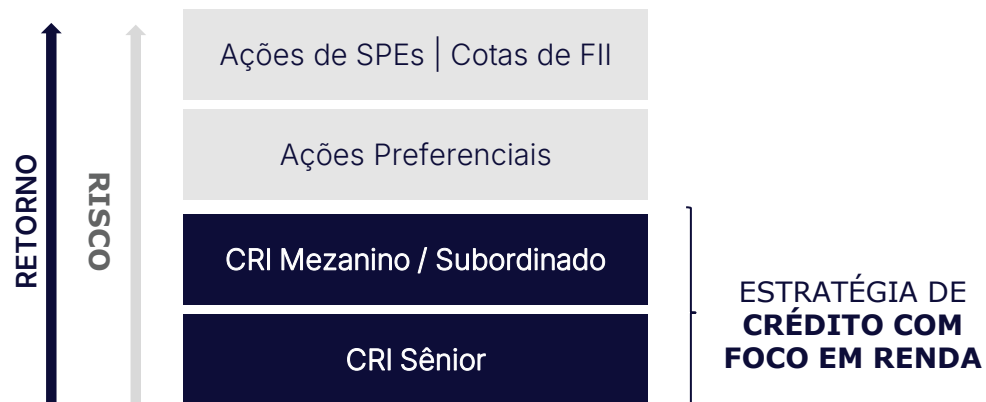 RETORNO
RISCO
Ações de SPEs | Cotas de FII
Ações Preferenciais
CRI Mezanino / Subordinado
CRI Sênior
ESTRATÉGIA DE
CRÉDITO COM
FOCO EM RENDA